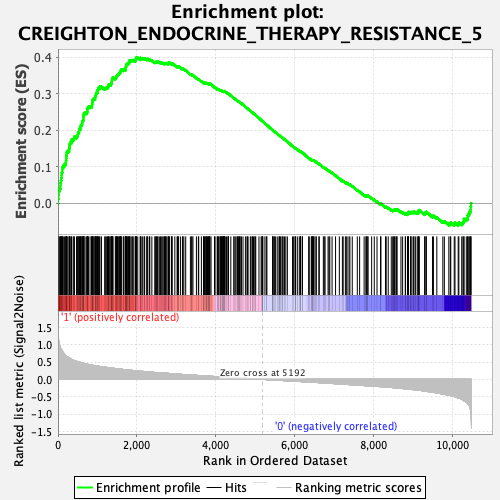 Enrichment plot:
CREIGHTON_ENDOCRINE_THERAPY_RESISTANCE_5
Enrichment score (ES)
0.4
0.3
0.2
0.1
0.0
Ranked list metric (Signal2Noise)
'1' (positively correlated)
1.5
1.0
0.5
0.0
-0.5
-1.0
-1.5
Zero cross at 5192
'0' (negatively correlated)
0 2,000 4,000 6,000 8,000 10,000
Rank in Ordered Dataset
Enrichment profile Hits Ranking metric scores